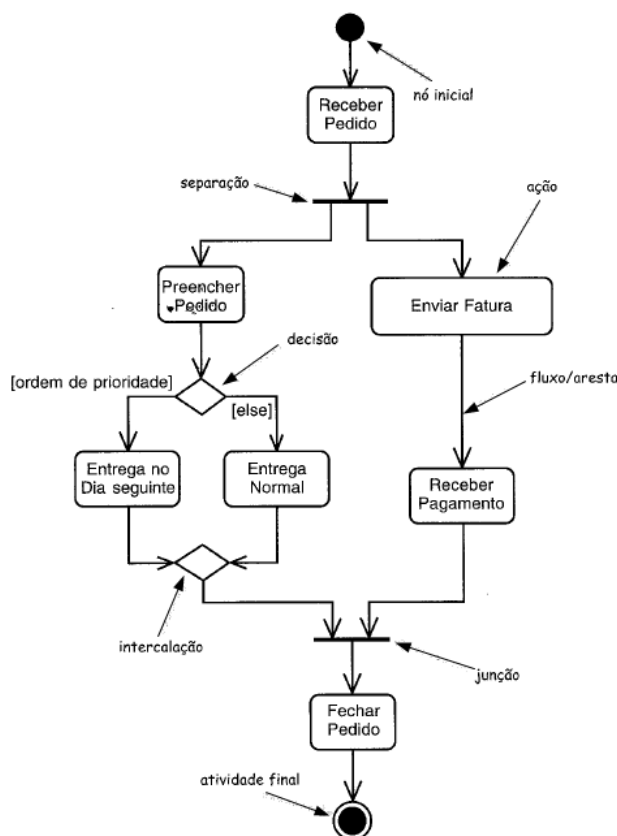 nó inicial
Receber
Pedido
separação
ação
Preencher
Pedido
Enviar Fatura
decisão
[ordem de prioridade]
[else]
fluxo/aresta
Entrega no
Dia seguinte
Entrega
Normal
Receber
Pagamento
intercalação
junção
Fechar
Pedido
atividade final